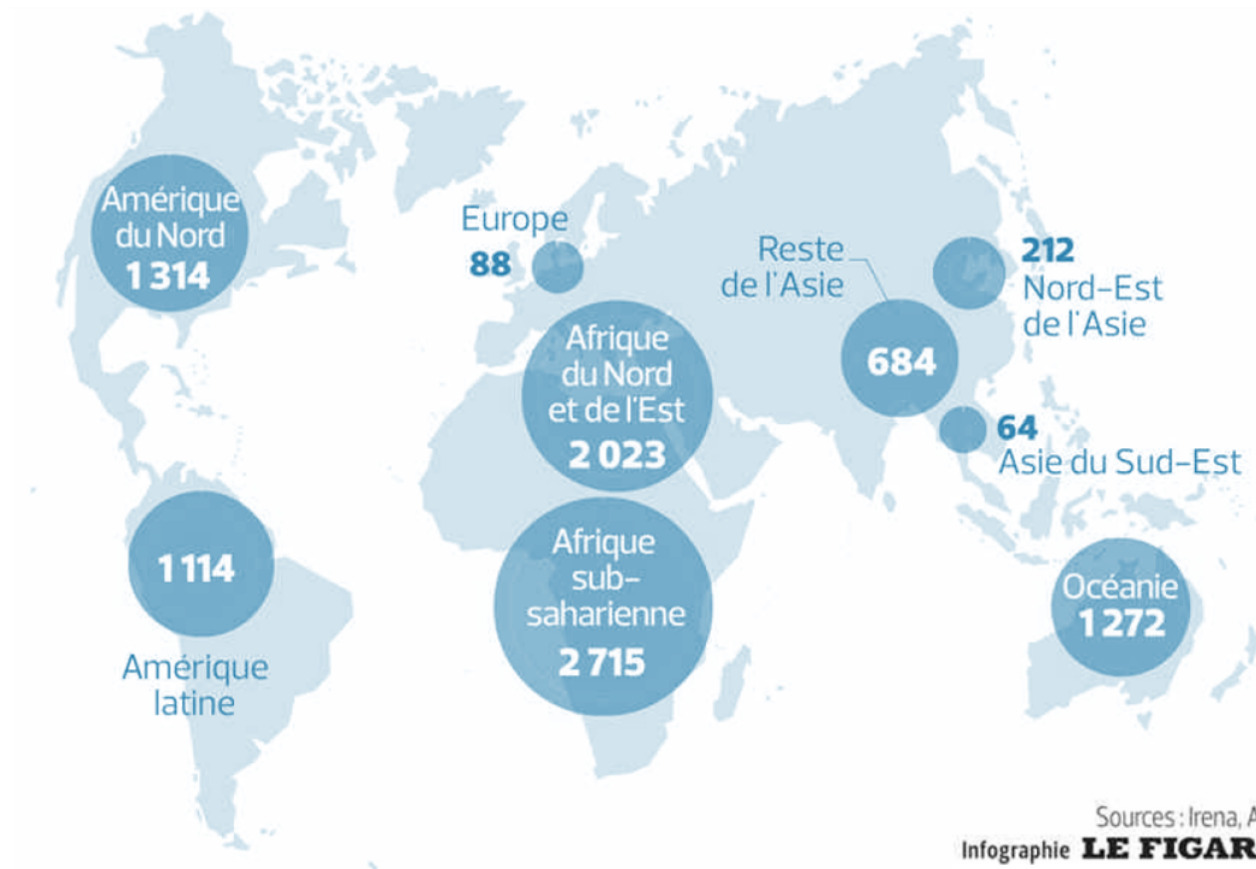 Amérique
du Nord
1 314
Europe
88
Afrique
du Nord
et de l'Est
2 023
Reste
de l'Asie
684
212
Nord-Est
de l'Asie
64
Asie du Sud-Est
1 114
Amérique
latine
Afrique
sub-
saharienne
2 715
Océanie
1 272
Sources : Irena, A
Infographie LE FIGAR